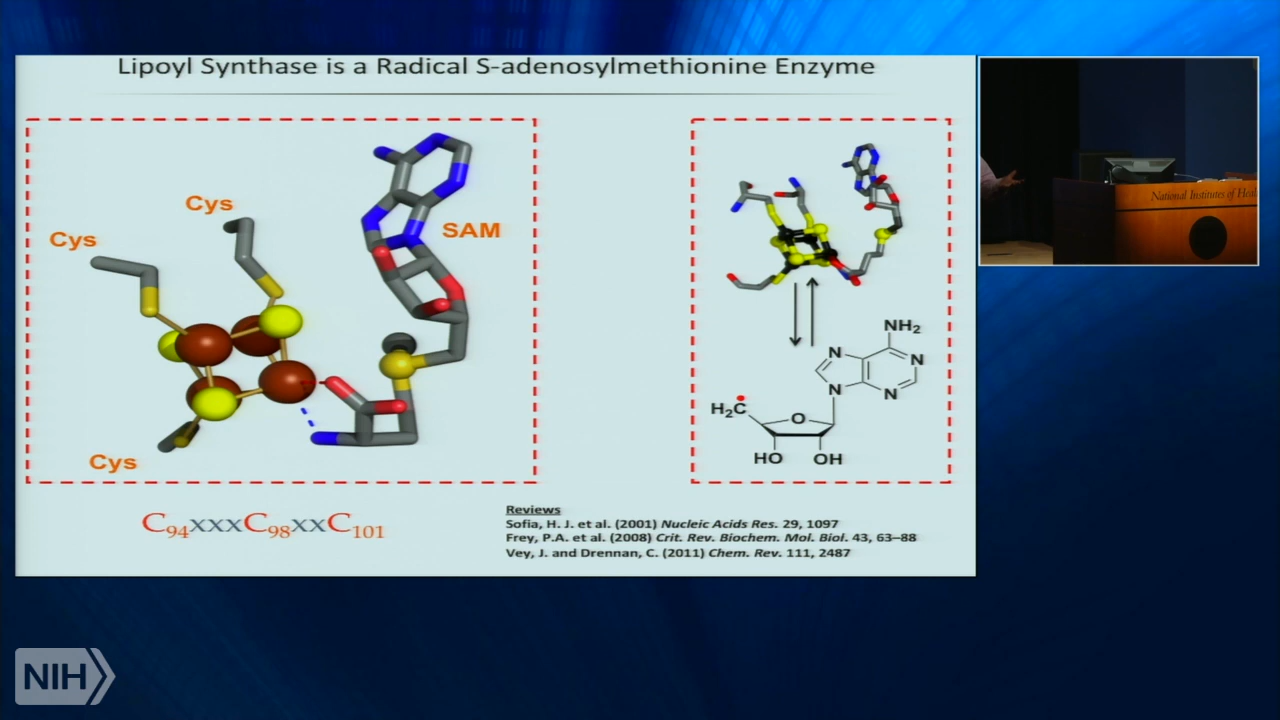 Lipoyl Synthase is a Radical S-adenosylmethionine Enzyme
Cys
Cys
SAM
Cys
C94xxxC98xxC101
NH2
N
N
N
N
H2C
O
HO
OH
Reviews
Sofia, H. J. et al. (2001) Nucleic Acids Res. 29, 1097
Frey, P.A. et al. (2008) Crit. Rev. Biochem. Mol. Biol. 43, 63–88
Vey, J. and Drennan, C. (2011) Chem. Rev. 111, 2487
National Institutes of Heal
NIH